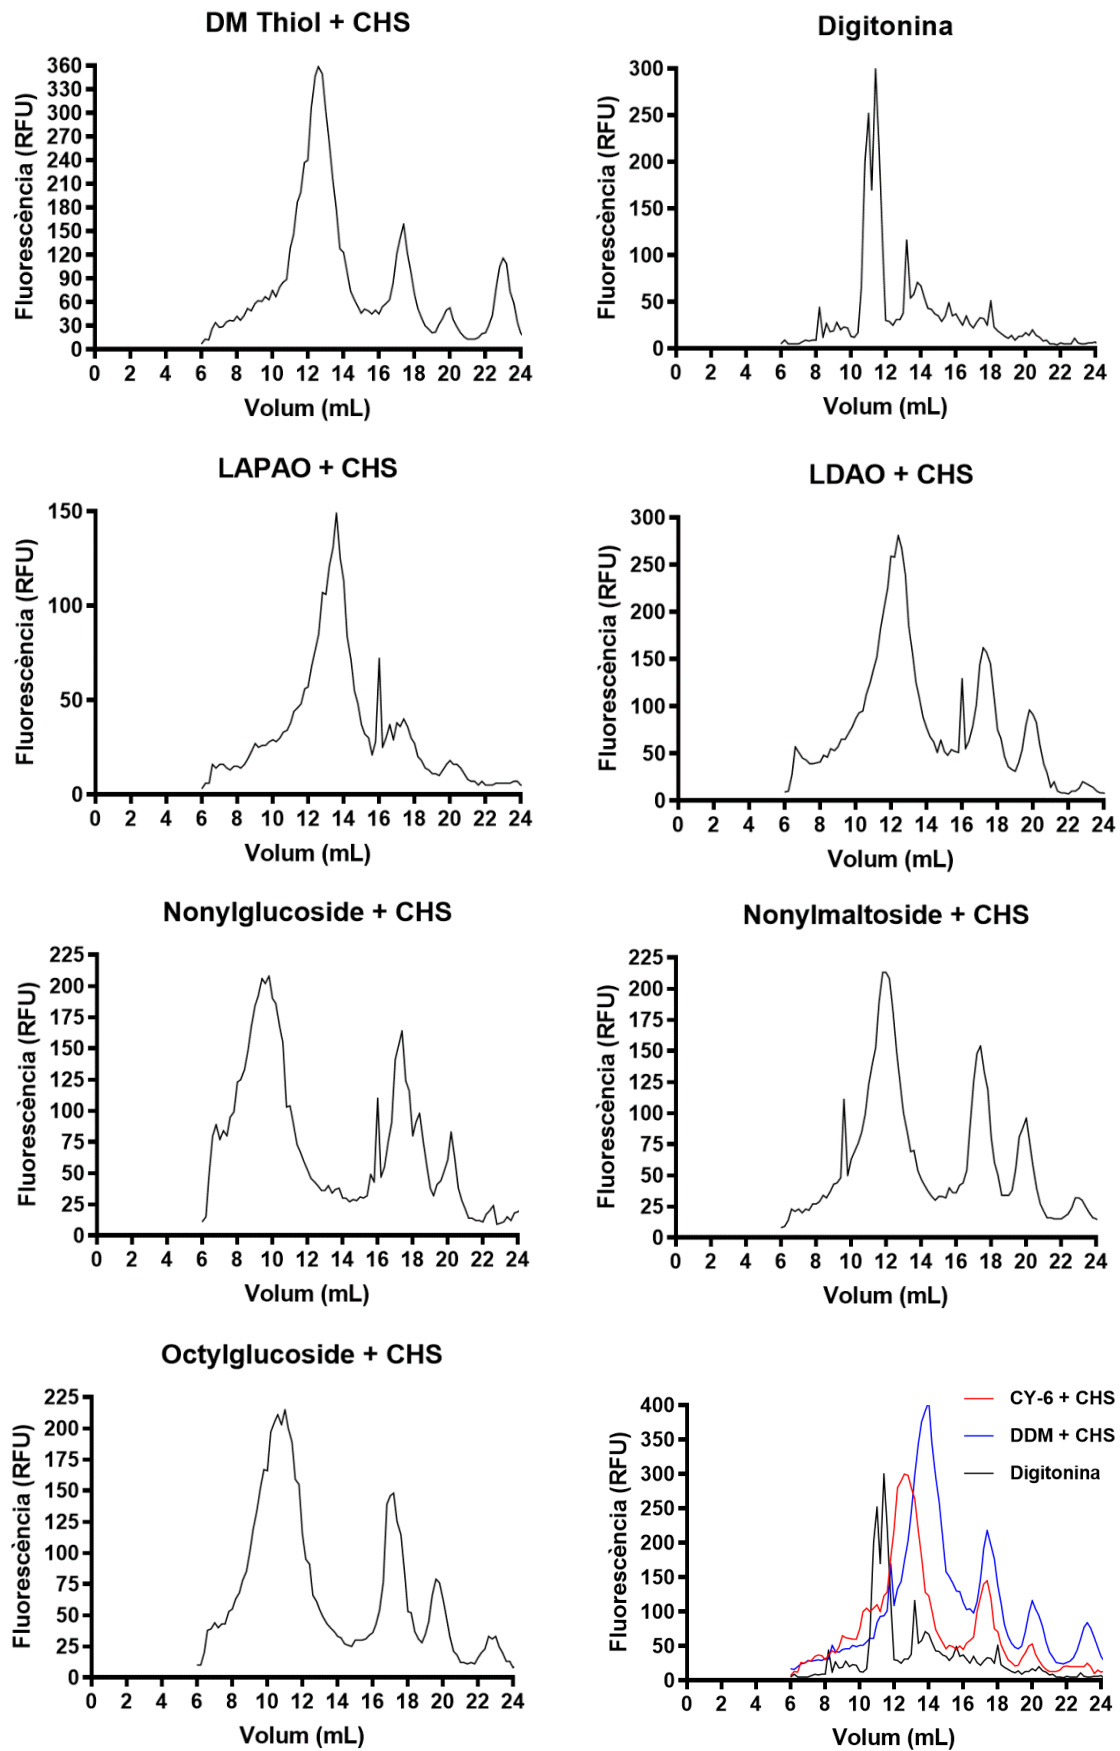 DM Thiol + CHS
Fluorescència (RFU)
360
330
300
270
240
210
180
150
120
90
60
30
0
0 2 4 6 8 10 12 14 16 18 20 22 24
Volum (mL)
Digitonina
Fluorescència (RFU)
300
250
200
150
100
50
0
0 2 4 6 8 10 12 14 16 18 20 22 24
Volum (mL)
LAPAO + CHS
Fluorescència (RFU)
150
100
50
0
0 2 4 6 8 10 12 14 16 18 20 22 24
Volum (mL)
LDAO + CHS
Fluorescència (RFU)
300
250
200
150
100
50
0
0 2 4 6 8 10 12 14 16 18 20 22 24
Volum (mL)
Nonylglucoside + CHS
Fluorescència (RFU)
225
200
175
150
125
100
75
50
25
0
0 2 4 6 8 10 12 14 16 18 20 22 24
Volum (mL)
Nonylmaltoside + CHS
Fluorescència (RFU)
225
200
175
150
125
100
75
50
25
0
0 2 4 6 8 10 12 14 16 18 20 22 24
Volum (mL)
Octylglucoside + CHS
Fluorescència (RFU)
225
200
175
150
125
100
75
50
25
0
0 2 4 6 8 10 12 14 16 18 20 22 24
Volum (mL)
CY-6 + CHS
DDM + CHS
Digitonina
Fluorescència (RFU)
400
350
300
250
200
150
100
50
0
0 2 4 6 8 10 12 14 16 18 20 22 24
Volum (mL)